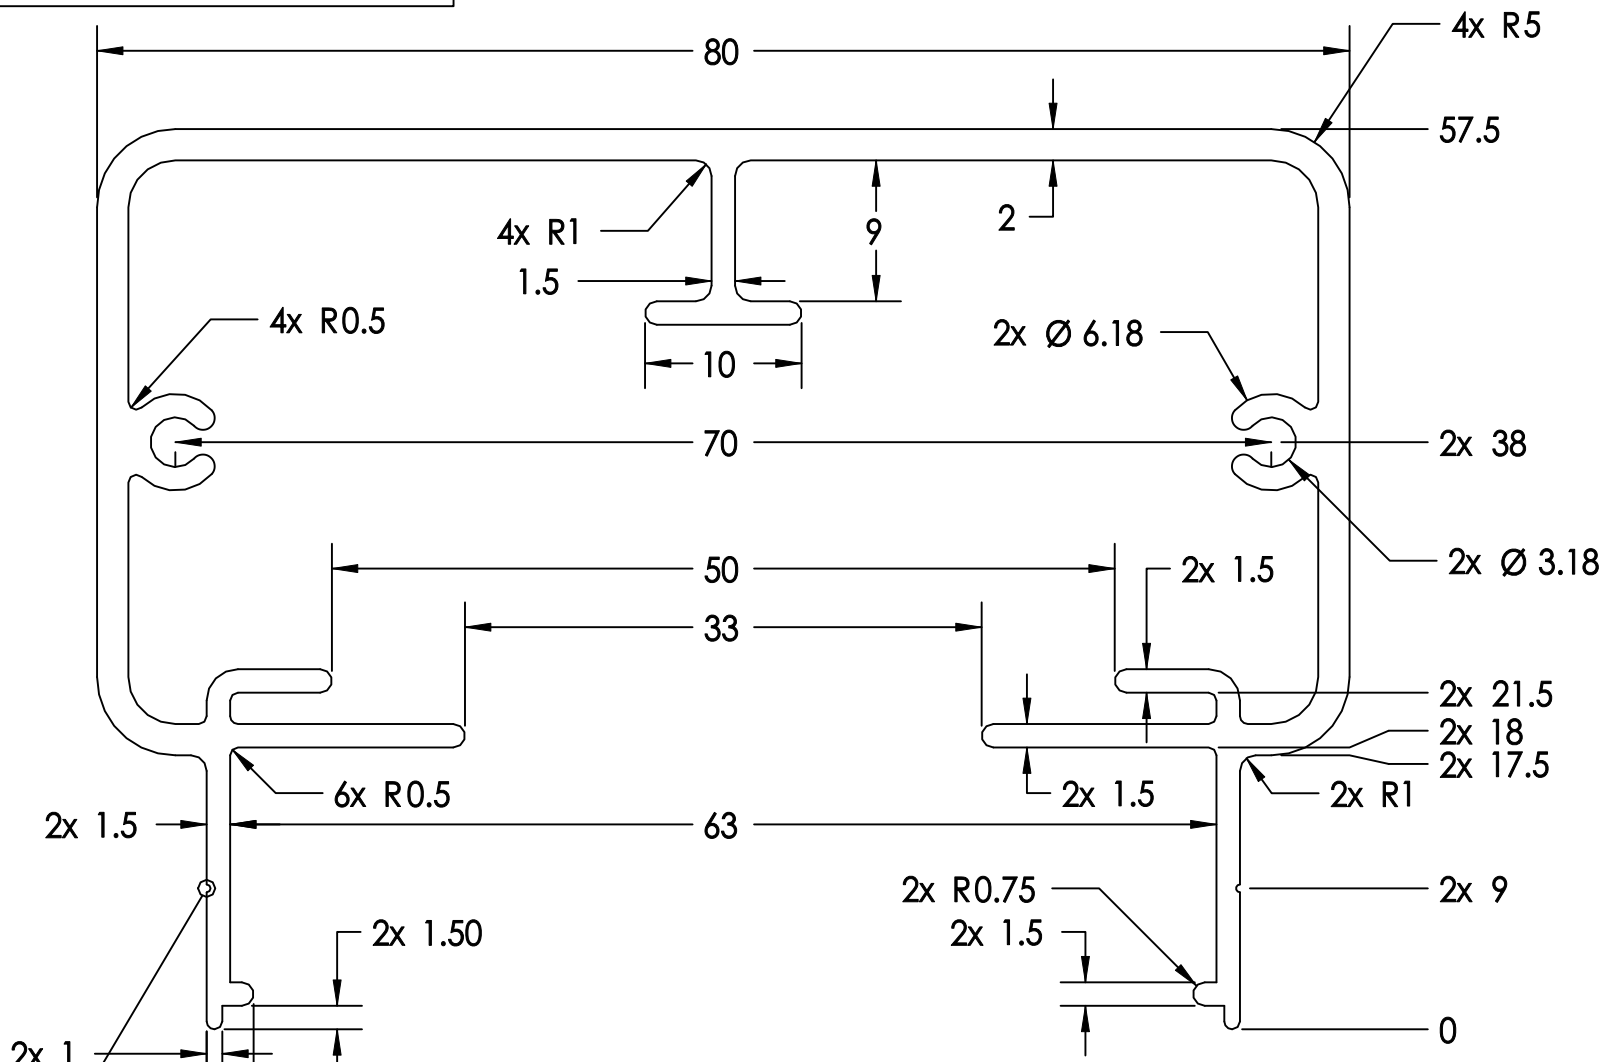 4x R5
80
57.5
4x R1
2
9
1.5
4x R0.5
2x Ø 6.18
10
70
2x 38
50
2x 1.5
2x Ø 3.18
33
2x 21.5
2x 18
2x 17.5
6x R0.5
2x 1.5
2x R1
2x 1.5
63
2x R0.75
2x 9
2x 1.50
2x 1.5
0
2x 1